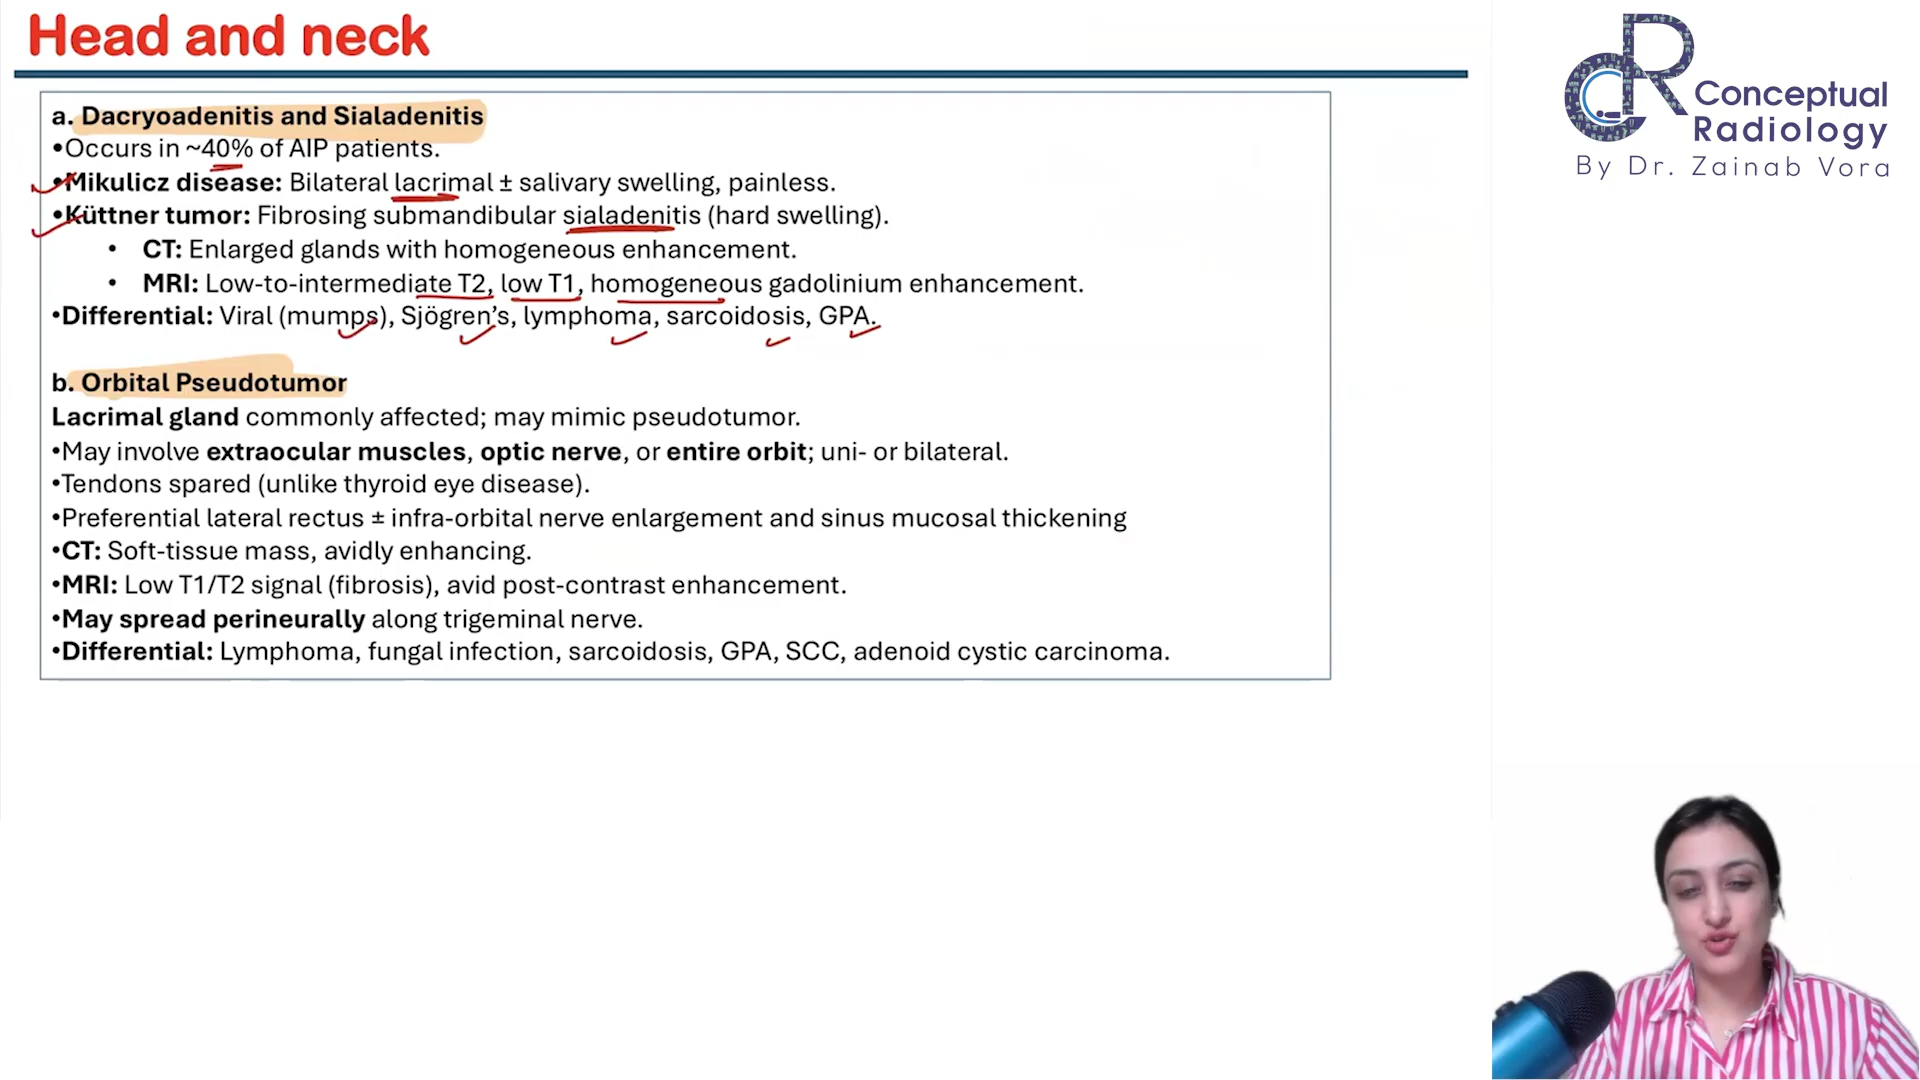 Head and neck
a. Dacryoadenitis and Sialadenitis
•Occurs in ~40% of AIP patients.
•Mikulicz disease: Bilateral lacrimal ± salivary swelling, painless.
•Küttner tumor: Fibrosing submandibular sialadenitis (hard swelling).
• CT: Enlarged glands with homogeneous enhancement.
• MRI: Low-to-intermediate T2, low T1, homogeneous gadolinium enhancement.
•Differential: Viral (mumps), Sjögren’s, lymphoma, sarcoidosis, GPA.
b. Orbital Pseudotumor
Lacrimal gland commonly affected; may mimic pseudotumor.
•May involve extraocular muscles, optic nerve, or entire orbit; uni- or bilateral.
•Tendons spared (unlike thyroid eye disease).
•Preferential lateral rectus ± infra-orbital nerve enlargement and sinus mucosal thickening
•CT: Soft-tissue mass, avidly enhancing.
•MRI: Low T1/T2 signal (fibrosis), avid post-contrast enhancement.
•May spread perineurally along trigeminal nerve.
•Differential: Lymphoma, fungal infection, sarcoidosis, GPA, SCC, adenoid cystic carcinoma.
CR
Conceptual
Radiology
By Dr. Zainab Vora